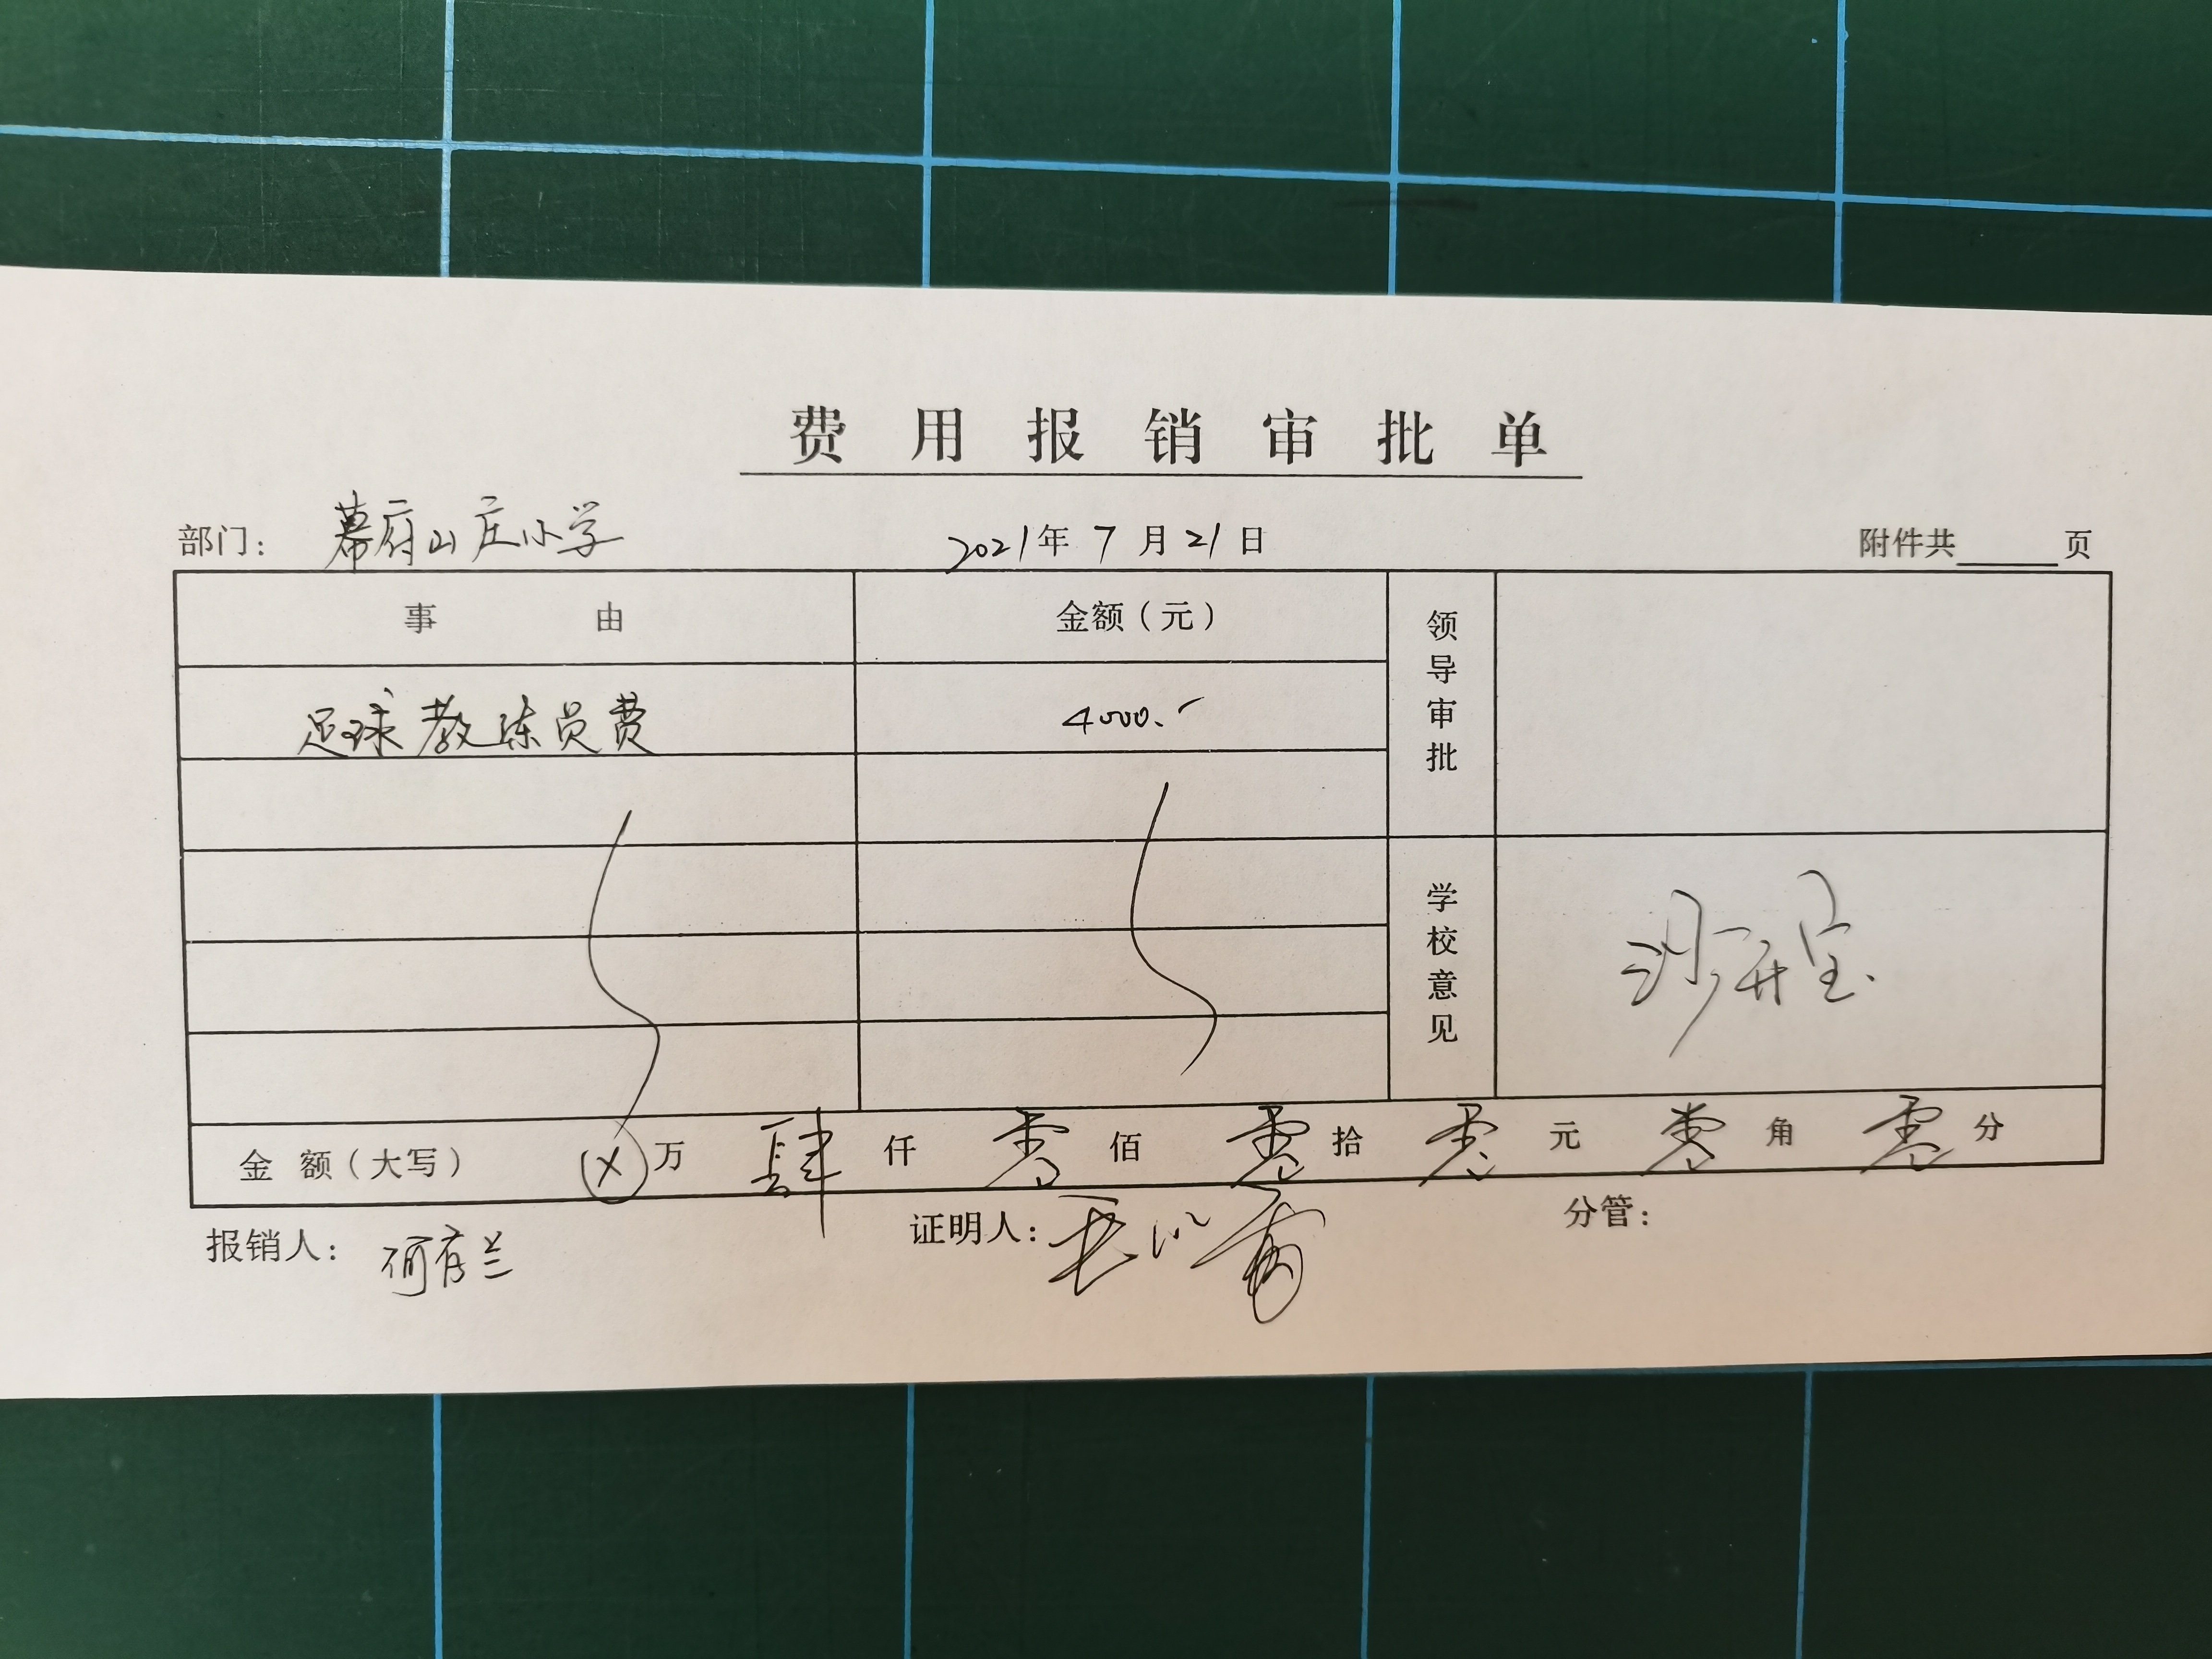 费用报销审批单
部门: 幕府山庄小学 2021年 7 月 21 日 附件共 页
事 由 金额(元) 领导审批
足球教练员费 4000.-
学校意见
金 额(大写) ⊗ 万 肆 仟 零 佰 零 拾 零 元 零 角 零 分
报销人: 何存兰 证明人: 分管: